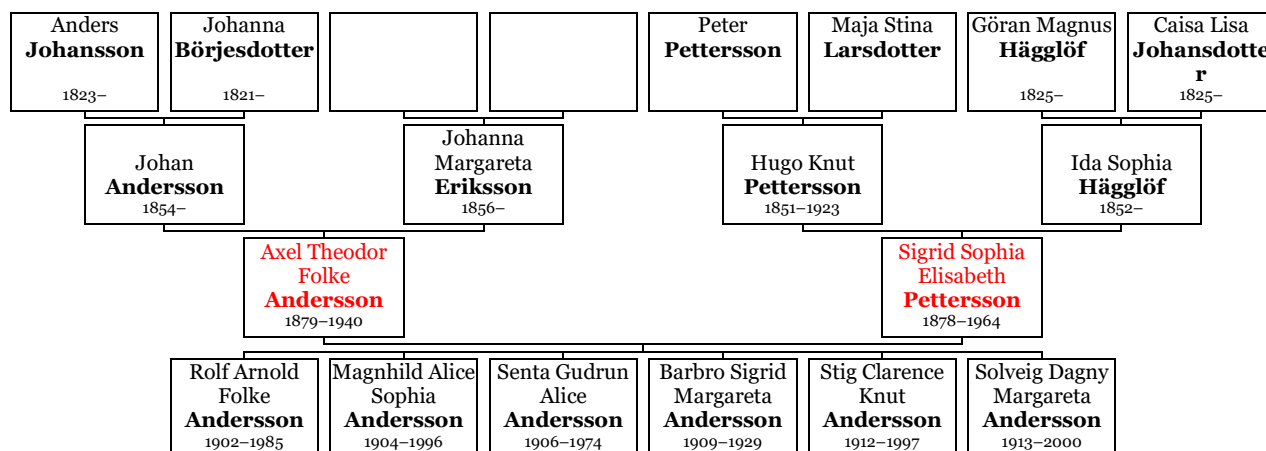 Anders
Johansson
1823–
Johanna
Börjesdotter
1821–
Peter
Pettersson
Maja Stina
Larsdotter
Göran Magnus
Hägglöf
1825–
Caisa Lisa
Johansdotte
r
1825–
Johan
Andersson
1854–
Johanna
Margareta
Eriksson
1856–
Hugo Knut
Pettersson
1851–1923
Ida Sophia
Hägglöf
1852–
Axel Theodor
Folke
Andersson
1879–1940
Sigrid Sophia
Elisabeth
Pettersson
1878–1964
Rolf Arnold
Folke
Andersson
1902–1985
Magnhild Alice
Sophia
Andersson
1904–1996
Senta Gudrun
Alice
Andersson
1906–1974
Barbro Sigrid
Margareta
Andersson
1909–1929
Stig Clarence
Knut
Andersson
1912–1997
Solveig Dagny
Margareta
Andersson
1913–2000